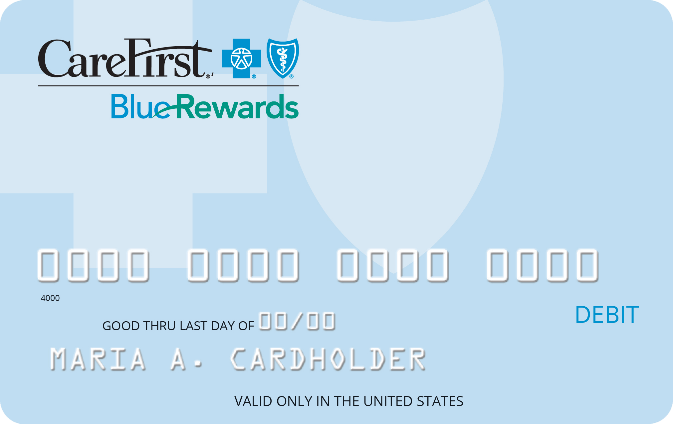 CareFirst.
BlueRewards
0000 0000 0000 0000
4000
GOOD THRU LAST DAY OF 00/00
DEBIT
MARIA A. CARDHOLDER
VALID ONLY IN THE UNITED STATES